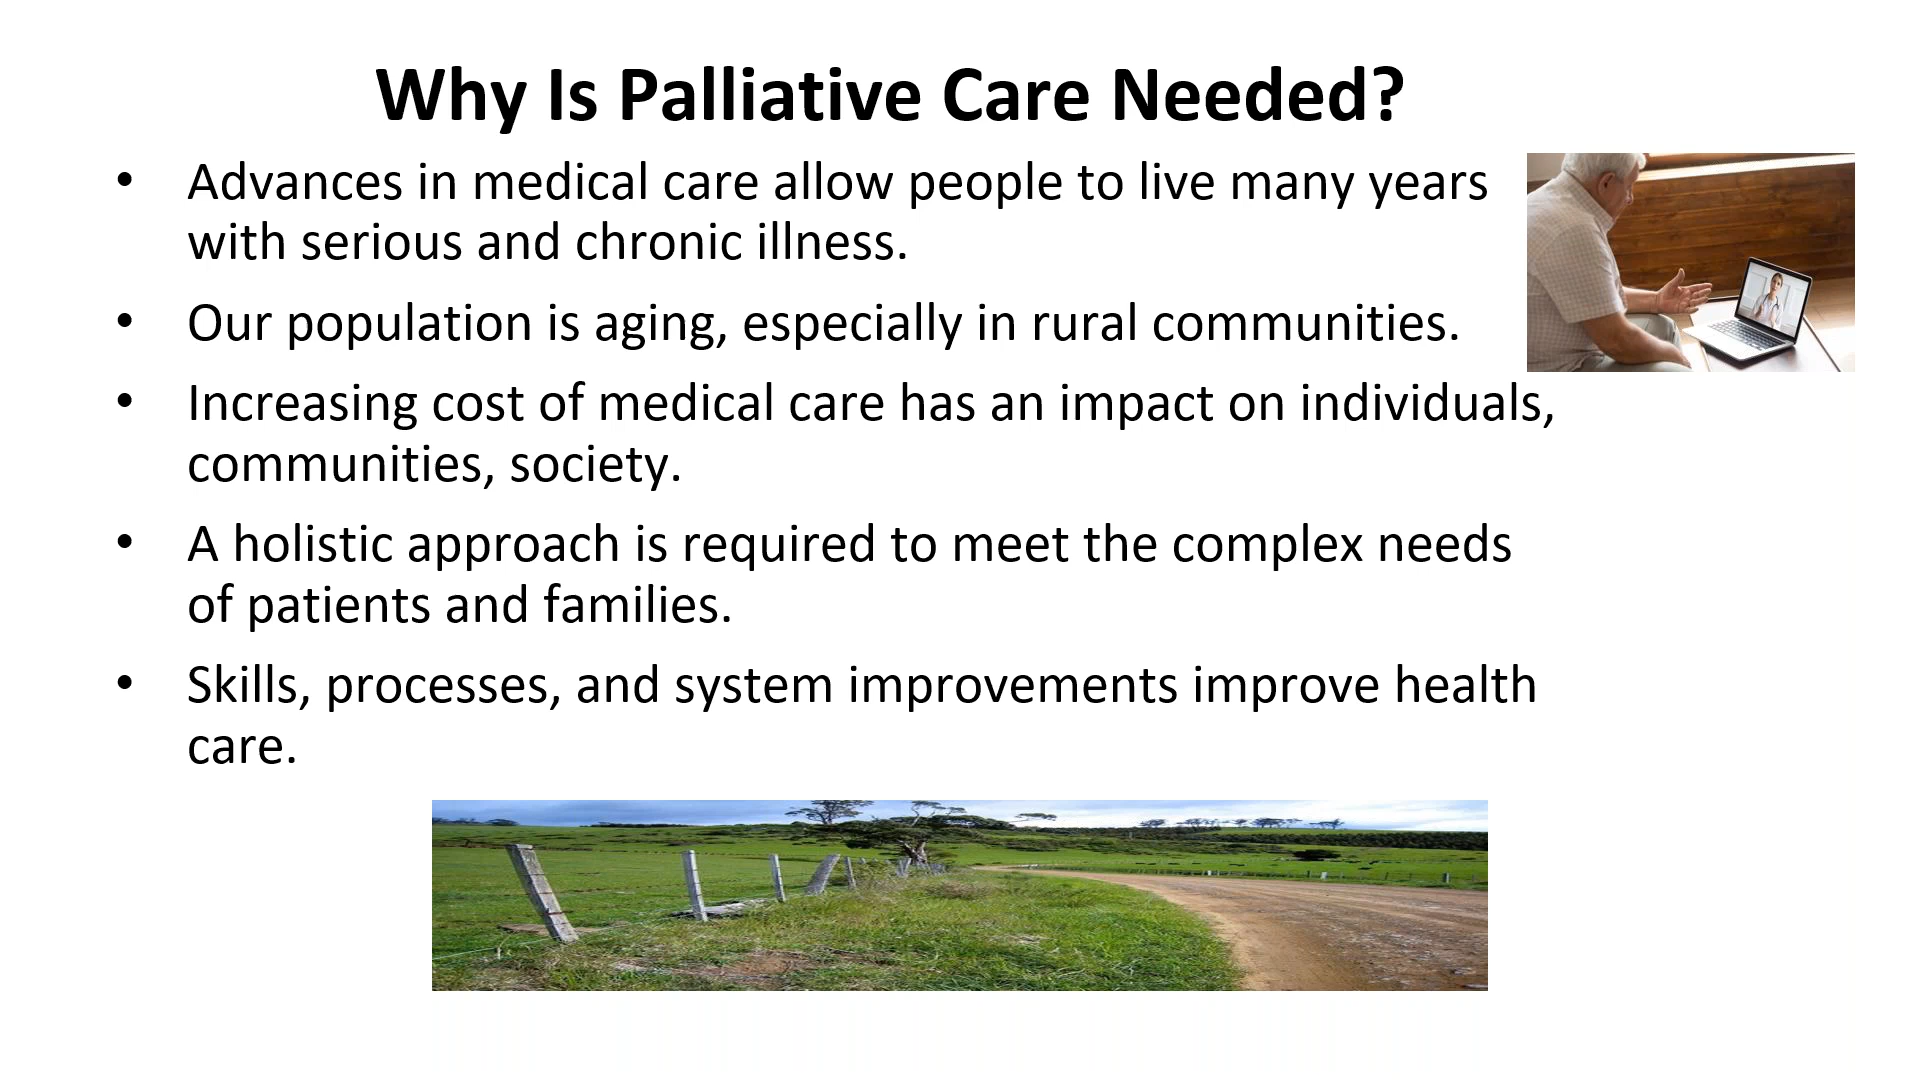 Why Is Palliative Care Needed?
• Advances in medical care allow people to live many years
with serious and chronic illness.
• Our population is aging, especially in rural communities.
• Increasing cost of medical care has an impact on individuals,
communities, society.
• A holistic approach is required to meet the complex needs
of patients and families.
• Skills, processes, and system improvements improve health
care.